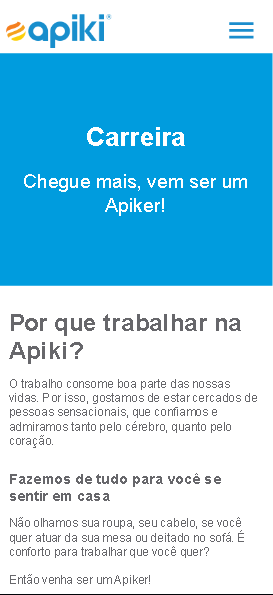 apiki®
Carreira
Chegue mais, vem ser um
Apiker!
Por que trabalhar na
Apiki?
O trabalho consome boa parte das nossas
vidas. Por isso, gostamos de estar cercados de
pessoas sensacionais, que confiamos e
admiramos tanto pelo cérebro, quanto pelo
coração.
Fazemos de tudo para você se
sentir em casa
Não olhamos sua roupa, seu cabelo, se você
quer atuar da sua mesa ou deitado no sofá. É
conforto para trabalhar que você quer?
Então venha ser um Apiker!